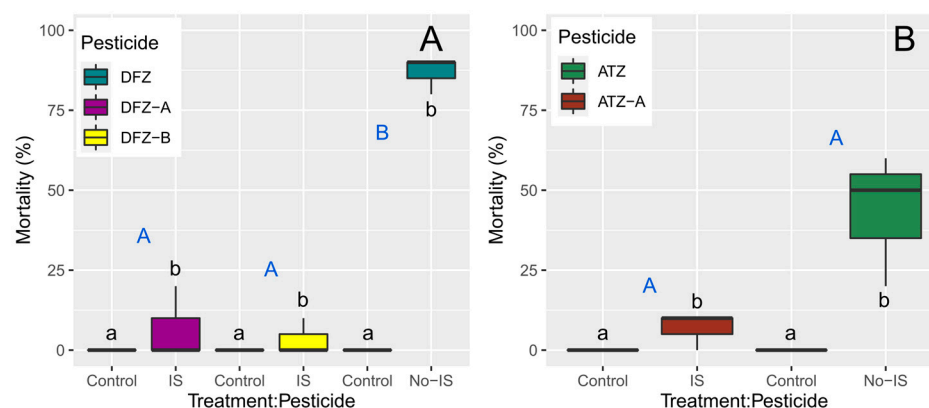 A
Pesticide
DFZ
DFZ-A
DFZ-B
100
75
50
25
0
Mortality (%)
a
A
b
a
A
b
a
B
b
Control
IS
Control
IS
Control
No-IS
Treatment:Pesticide
B
Pesticide
ATZ
ATZ-A
100
75
50
25
0
Mortality (%)
a
A
b
a
A
b
Control
IS
Control
No-IS
Treatment:Pesticide